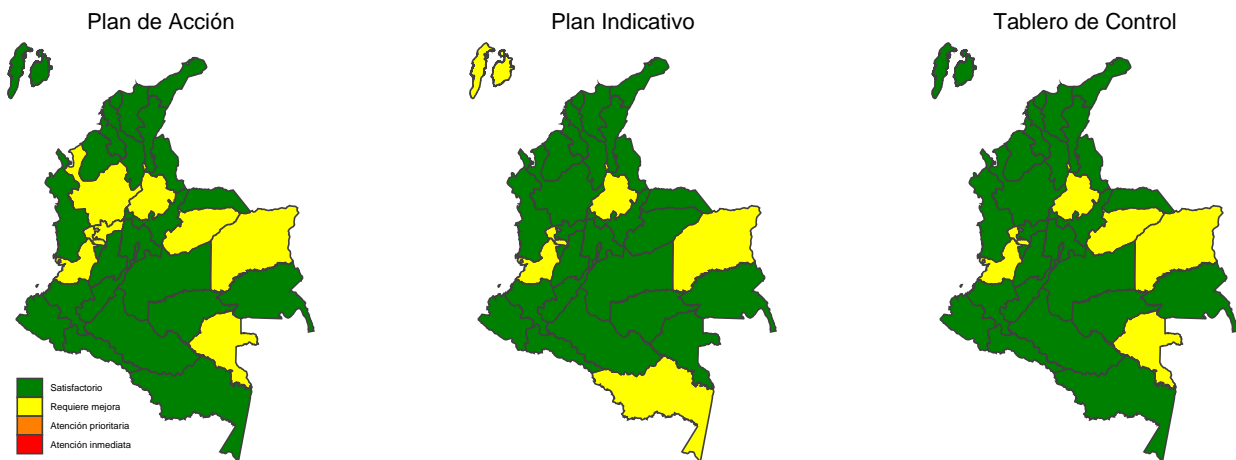 Plan de Acción
Plan Indicativo
Tablero de Control
Satisfactorio
Requiere mejora
Atención prioritaria
Atención inmediata